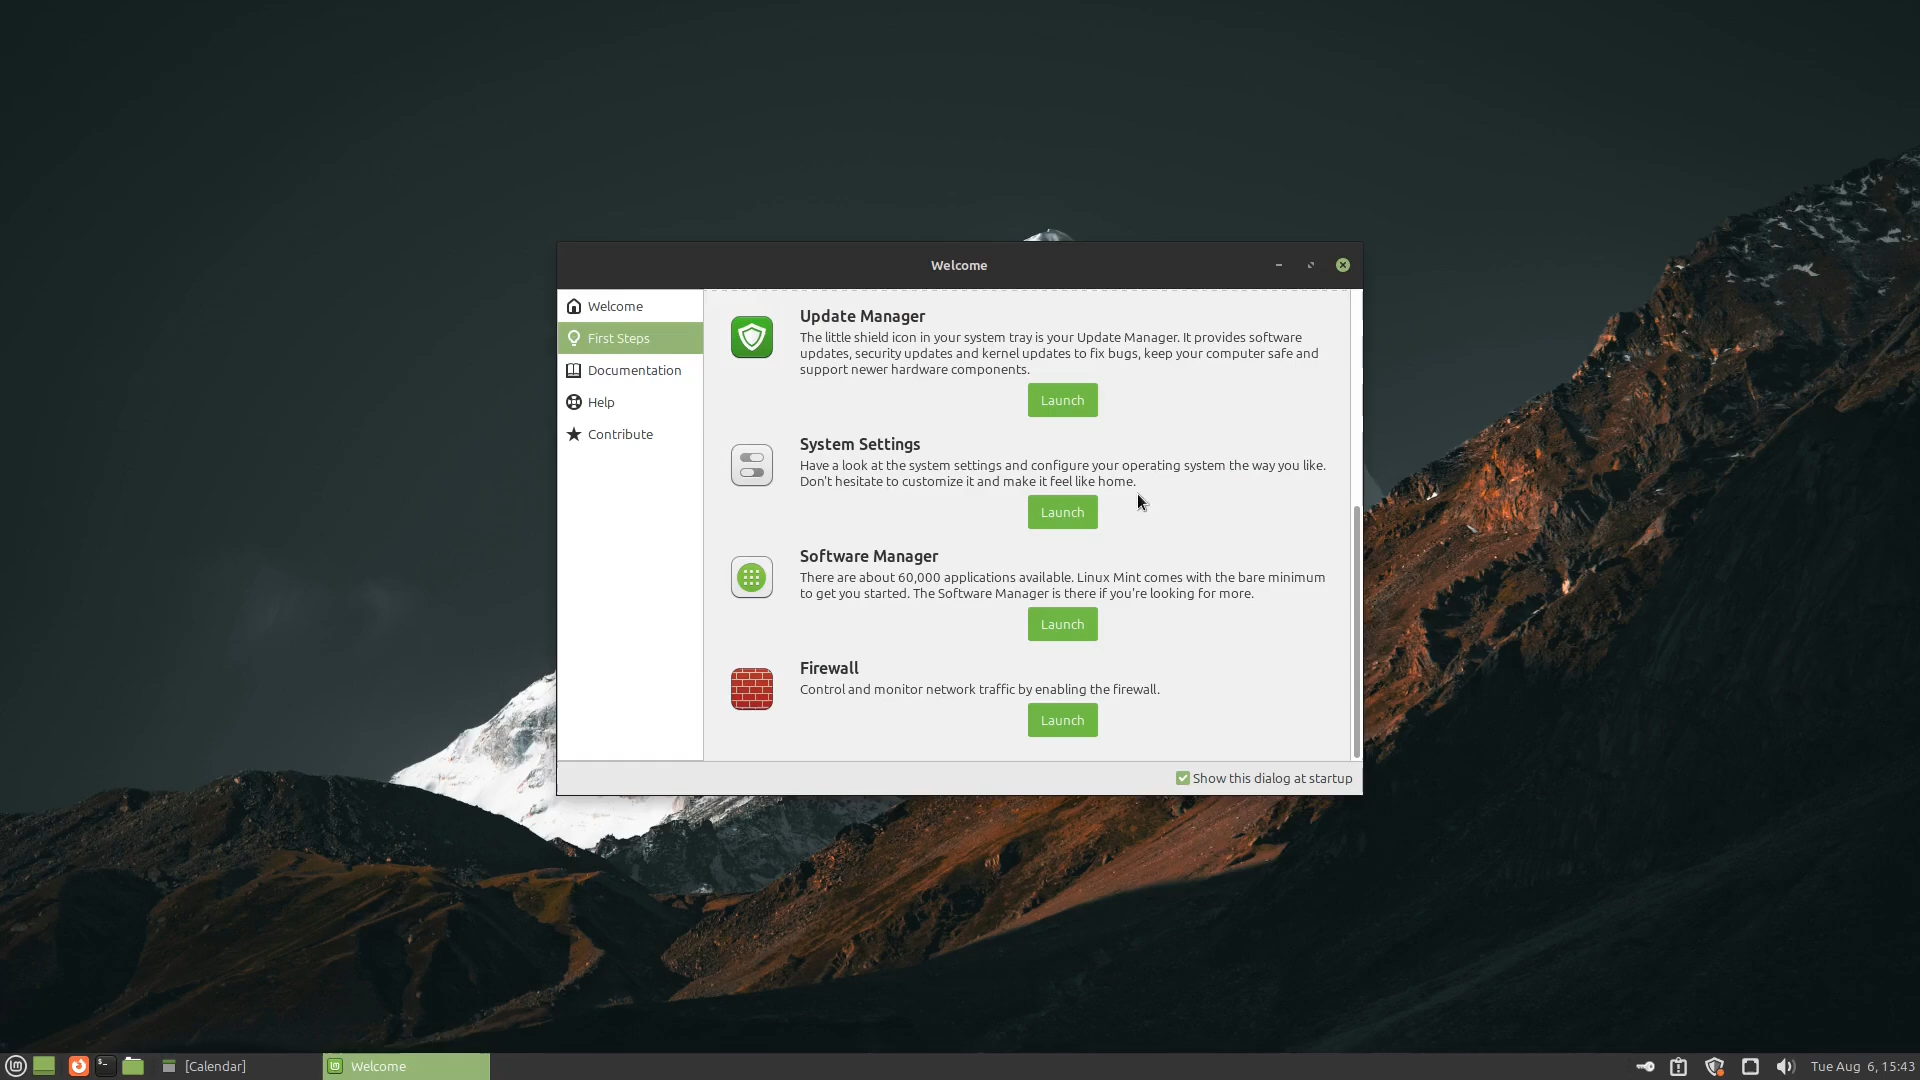 Welcome
Welcome
First Steps
Documentation
Help
Contribute
Update Manager
The little shield icon in your system tray is your Update Manager. It provides software
updates, security updates and kernel updates to fix bugs, keep your computer safe and
support newer hardware components.
Launch
System Settings
Have a look at the system settings and configure your operating system the way you like.
Don't hesitate to customize it and make it feel like home.
Launch
Software Manager
There are about 60,000 applications available. Linux Mint comes with the bare minimum
to get you started. The Software Manager is there if you're looking for more.
Launch
Firewall
Control and monitor network traffic by enabling the firewall.
Launch
Show this dialog at startup
[Calendar]
Welcome
Tue Aug 6, 15:43